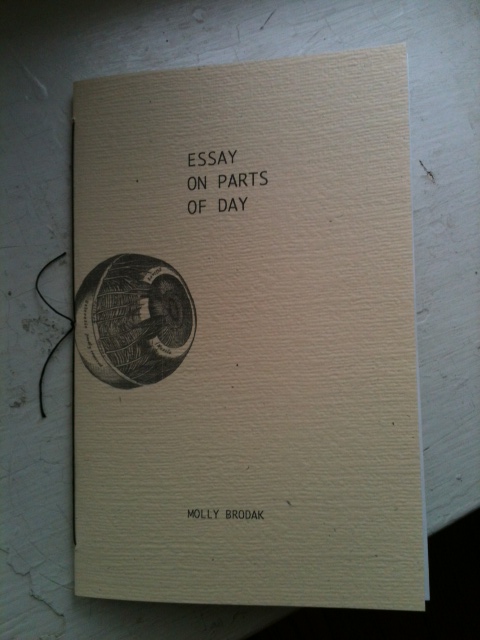 ESSAY
ON PARTS
OF DAY
MOLLY BRODAK